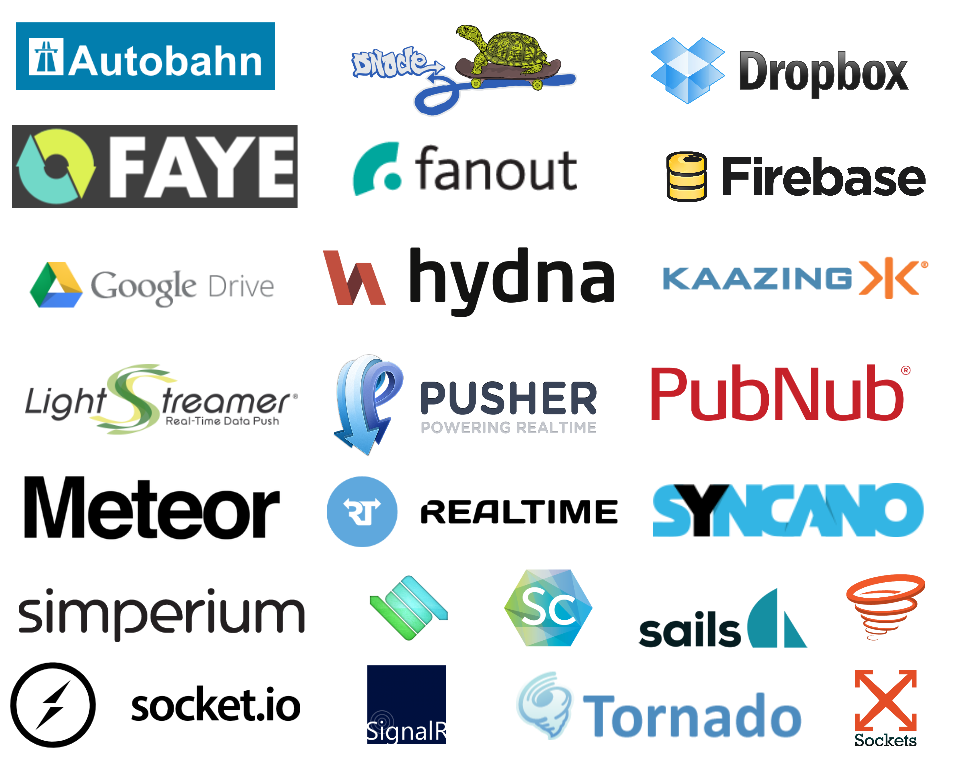 Autobahn
DNode
Dropbox
FAYE
fanout
Firebase
Google Drive
hydna
KAAZING ®
LightStreamer®
Real-Time Data Push
PUSHER
POWERING REALTIME
PubNub®
Meteor
RT
REALTIME
SYNCANO
simperium
Sc
sails
socket.io
SignalR
Tornado
Sockets